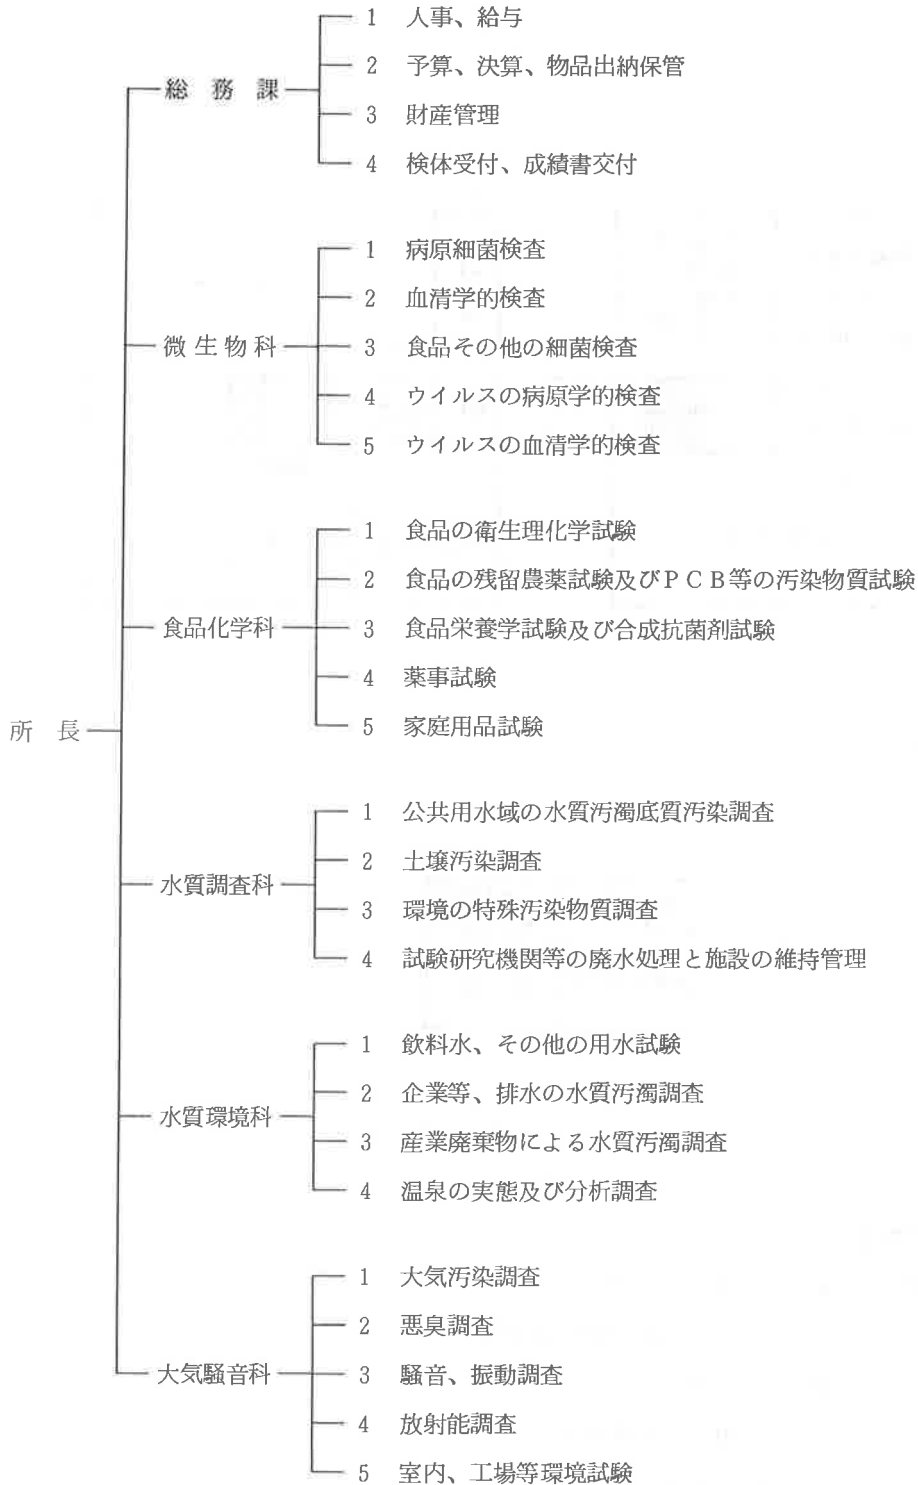 所長
総務課
1 人事、給与
2 予算、決算、物品出納保管
3 財産管理
4 検体受付、成績書交付
微生物科
1 病原細菌検査
2 血清学的検査
3 食品その他の細菌検査
4 ウイルスの病原学的検査
5 ウイルスの血清学的検査
食品化学科
1 食品の衛生理化学試験
2 食品の残留農薬試験及びPCB等の汚染物質試験
3 食品栄養学試験及び合成抗菌剤試験
4 薬事試験
5 家庭用品試験
水質調査科
1 公共用水域の水質汚濁底質汚染調査
2 土壌汚染調査
3 環境の特殊汚染物質調査
4 試験研究機関等の廃水処理と施設の維持管理
水質環境科
1 飲料水、その他の用水試験
2 企業等、排水の水質汚濁調査
3 産業廃棄物による水質汚濁調査
4 温泉の実態及び分析調査
大気騒音科
1 大気汚染調査
2 悪臭調査
3 騒音、振動調査
4 放射能調査
5 室内、工場等環境試験